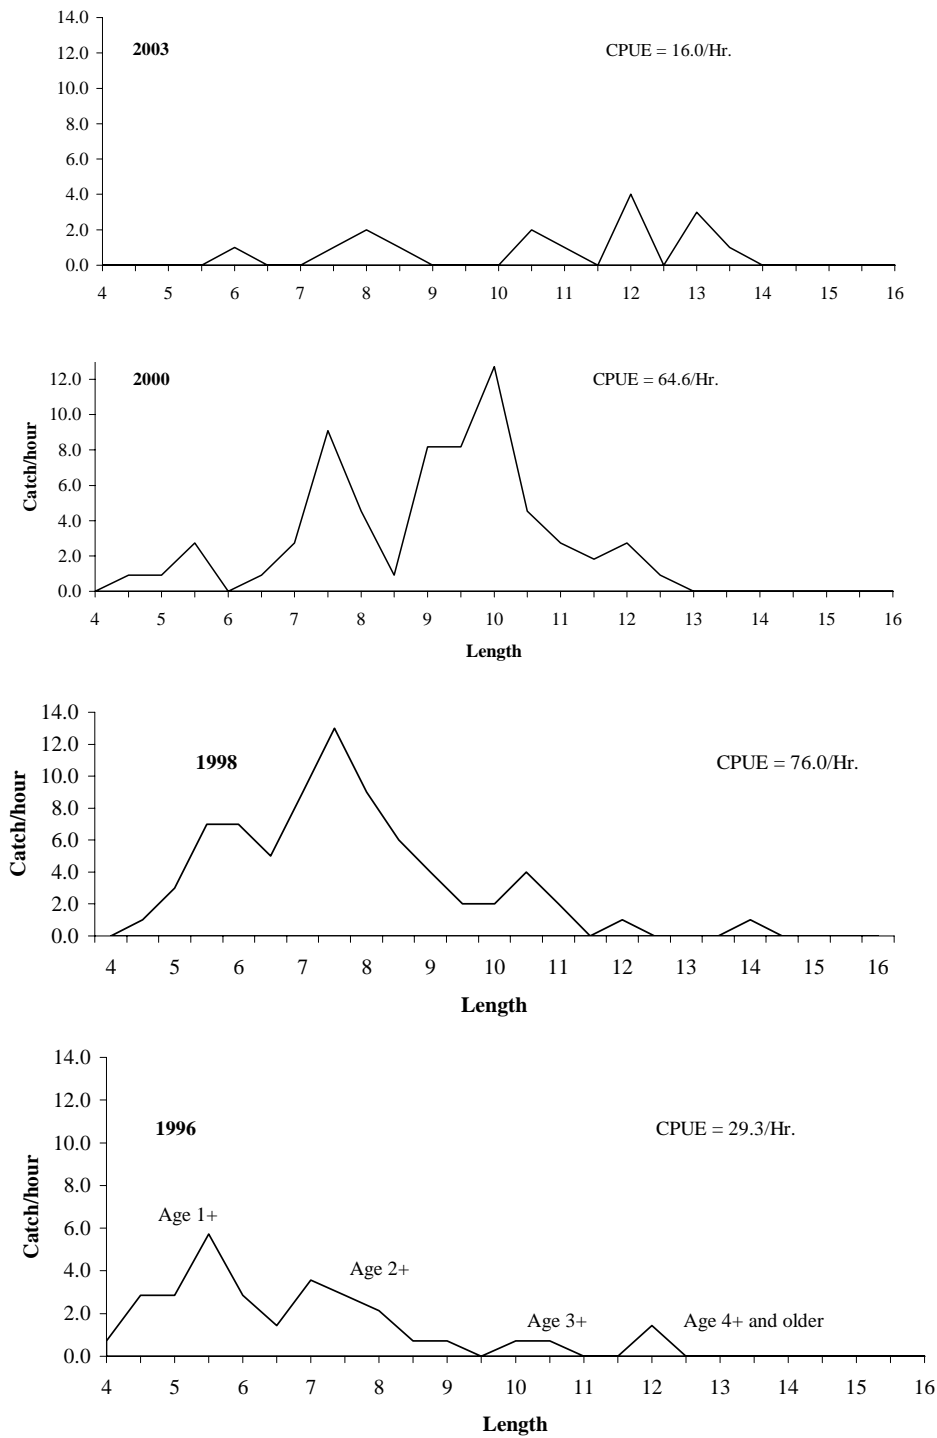 14.0
12.0
10.0
8.0
6.0
4.0
2.0
0.0
2003
CPUE = 16.0/Hr.
4 5 6 7 8 9 10 11 12 13 14 15 16
12.0
10.0
8.0
6.0
4.0
2.0
0.0
Catch/hour
2000
CPUE = 64.6/Hr.
4 5 6 7 8 9 10 11 12 13 14 15 16
Length
14.0
12.0
10.0
8.0
6.0
4.0
2.0
0.0
Catch/hour
1998
CPUE = 76.0/Hr.
4 5 6 7 8 9 10 11 12 13 14 15 16
Length
14.0
12.0
10.0
8.0
6.0
4.0
2.0
0.0
Catch/hour
1996
CPUE = 29.3/Hr.
Age 1+
Age 2+
Age 3+
Age 4+ and older
4 5 6 7 8 9 10 11 12 13 14 15 16
Length